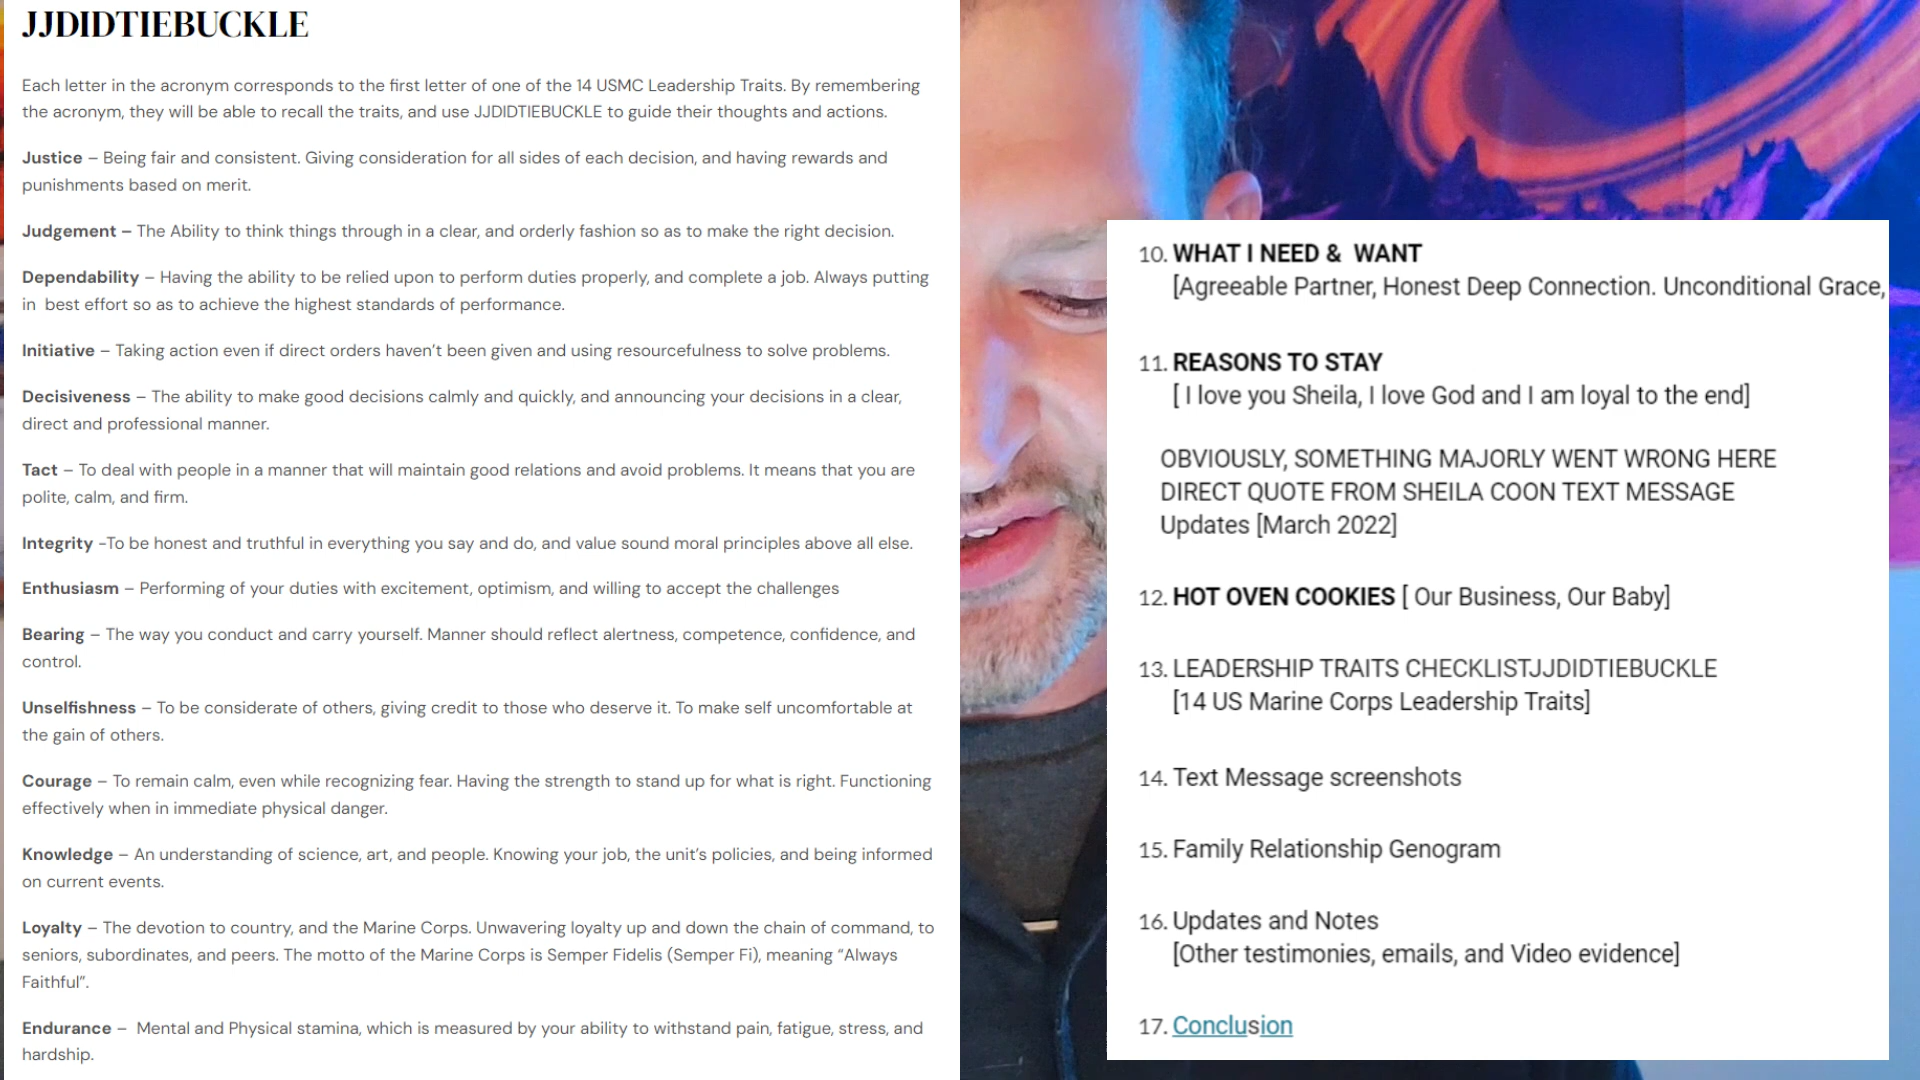 JJDIDTIEBUCKLE
Each letter in the acronym corresponds to the first letter of one of the 14 USMC Leadership Traits. By remembering
the acronym, they will be able to recall the traits, and use JJDIDTIEBUCKLE to guide their thoughts and actions.
Justice – Being fair and consistent. Giving consideration for all sides of each decision, and having rewards and
punishments based on merit.
Judgement – The Ability to think things through in a clear, and orderly fashion so as to make the right decision.
Dependability – Having the ability to be relied upon to perform duties properly, and complete a job. Always putting
in  best effort so as to achieve the highest standards of performance.
Initiative – Taking action even if direct orders haven’t been given and using resourcefulness to solve problems.
Decisiveness – The ability to make good decisions calmly and quickly, and announcing your decisions in a clear,
direct and professional manner.
Tact – To deal with people in a manner that will maintain good relations and avoid problems. It means that you are
polite, calm, and firm.
Integrity -To be honest and truthful in everything you say and do, and value sound moral principles above all else.
Enthusiasm – Performing of your duties with excitement, optimism, and willing to accept the challenges
Bearing – The way you conduct and carry yourself. Manner should reflect alertness, competence, confidence, and
control.
Unselfishness – To be considerate of others, giving credit to those who deserve it. To make self uncomfortable at
the gain of others.
Courage – To remain calm, even while recognizing fear. Having the strength to stand up for what is right. Functioning
effectively when in immediate physical danger.
Knowledge – An understanding of science, art, and people. Knowing your job, the unit’s policies, and being informed
on current events.
Loyalty – The devotion to country, and the Marine Corps. Unwavering loyalty up and down the chain of command, to
seniors, subordinates, and peers. The motto of the Marine Corps is Semper Fidelis (Semper Fi), meaning “Always
Faithful”.
Endurance –  Mental and Physical stamina, which is measured by your ability to withstand pain, fatigue, stress, and
hardship.
10. WHAT I NEED &  WANT
[Agreeable Partner, Honest Deep Connection. Unconditional Grace,
11. REASONS TO STAY
[ I love you Sheila, I love God and I am loyal to the end]
OBVIOUSLY, SOMETHING MAJORLY WENT WRONG HERE
DIRECT QUOTE FROM SHEILA COON TEXT MESSAGE
Updates [March 2022]
12. HOT OVEN COOKIES [ Our Business, Our Baby]
13. LEADERSHIP TRAITS CHECKLISTJJDIDTIEBUCKLE
[14 US Marine Corps Leadership Traits]
14. Text Message screenshots
15. Family Relationship Genogram
16. Updates and Notes
[Other testimonies, emails, and Video evidence]
17. Conclusion